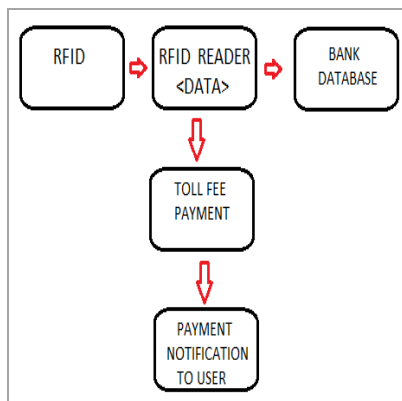 RFID
RFID READER
<DATA>
BANK
DATABASE
TOLL FEE
PAYMENT
PAYMENT
NOTIFICATION
TO USER